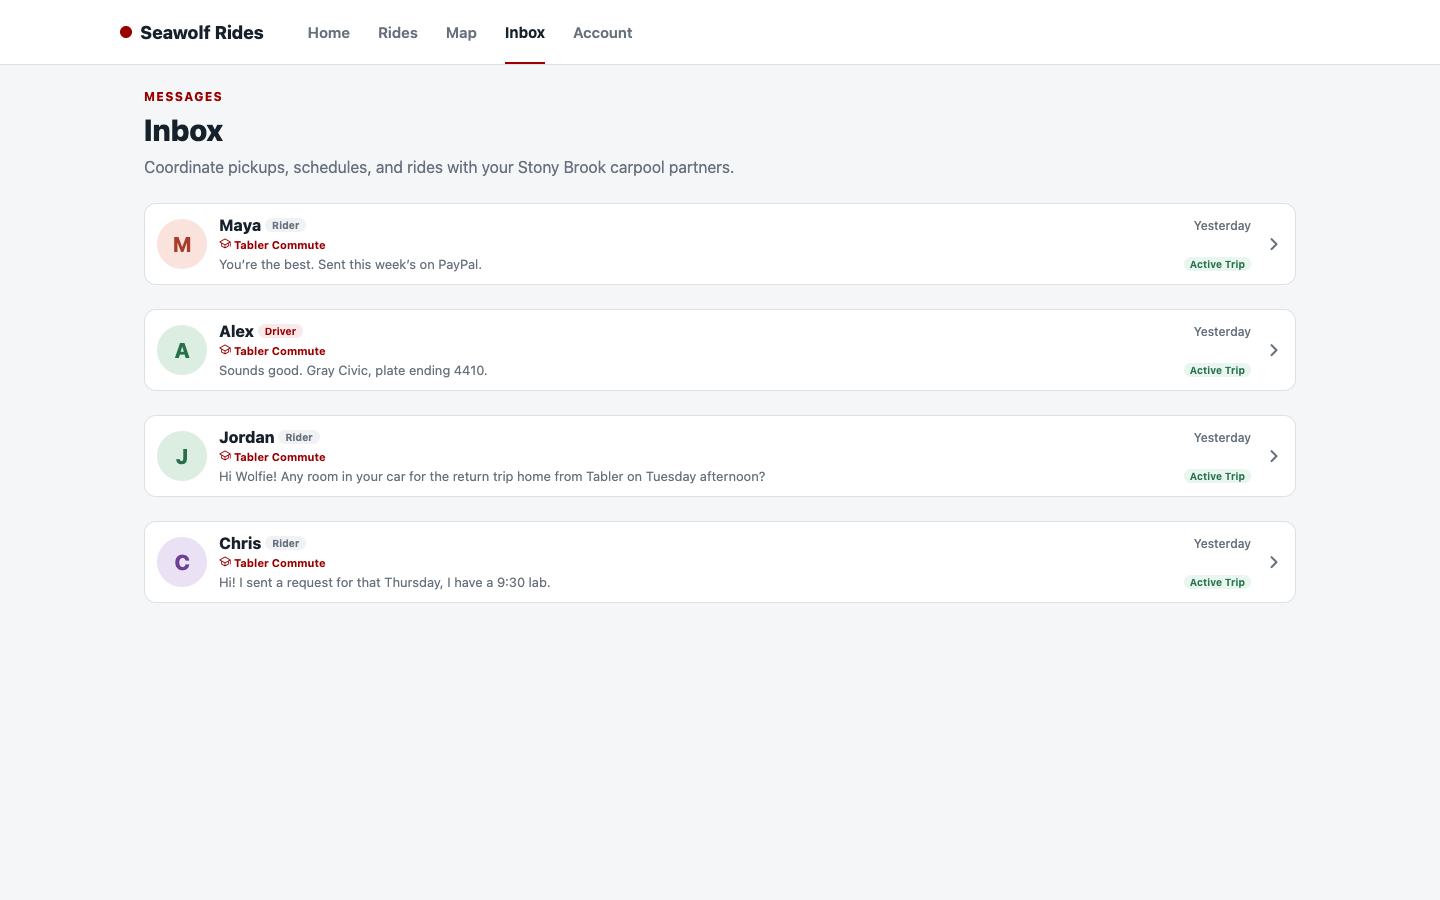 Seawolf Rides Home Rides Map Inbox Account
MESSAGES
Inbox
Coordinate pickups, schedules, and rides with your Stony Brook carpool partners.
M
Maya Rider Yesterday
Tabler Commute
You’re the best. Sent this week’s on PayPal. Active Trip
A
Alex Driver Yesterday
Tabler Commute
Sounds good. Gray Civic, plate ending 4410. Active Trip
J
Jordan Rider Yesterday
Tabler Commute
Hi Wolfie! Any room in your car for the return trip home from Tabler on Tuesday afternoon? Active Trip
C
Chris Rider Yesterday
Tabler Commute
Hi! I sent a request for that Thursday, I have a 9:30 lab. Active Trip